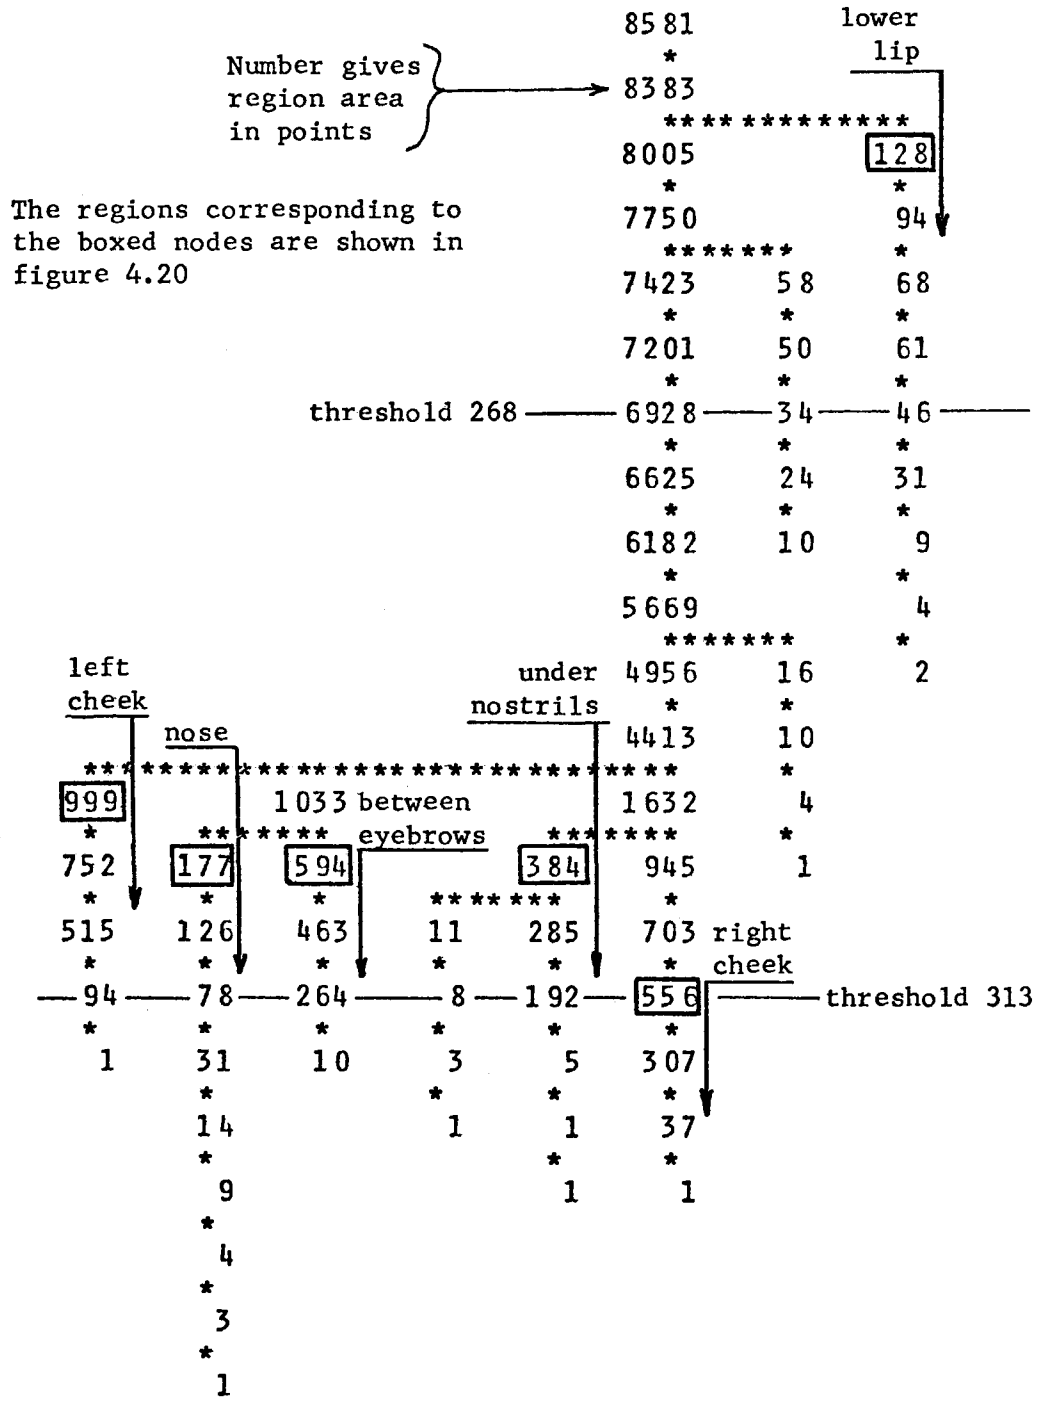 8581
lower
lip
*
Number gives
region area
in points
8383
*************
8005 128
* *
The regions corresponding to
the boxed nodes are shown in
figure 4.20
7750 94
******* *
7423 58 68
* * *
7201 50 61
* * *
threshold 268 6928 34 46
* * *
6625 24 31
* * *
6182 10 9
* *
5669 4
******* *
left
cheek
under
nostrils
4956 16 2
* *
nose
4413 10
******************************** *
999 1033 between
eyebrows
1632 4
* ******* ******* *
752 177 594 384 945 1
* * * ******* *
515 126 463 11 285 703 right
cheek
* * * * * *
94 78 264 8 192 556 threshold 313
* * * * * *
1 31 10 3 5 307
* * * *
14 1 1 37
* * *
9 1 1
*
4
*
3
*
1